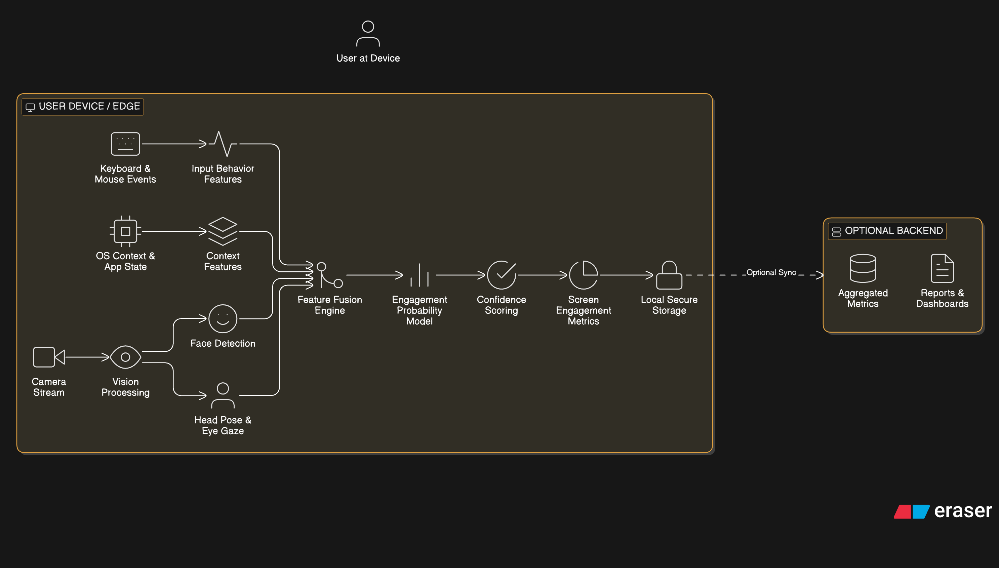 User at Device
USER DEVICE / EDGE
Keyboard &
Mouse Events
Input Behavior
Features
OS Context &
App State
Context
Features
Face Detection
Camera
Stream
Vision
Processing
Head Pose &
Eye Gaze
Feature Fusion
Engine
Engagement
Probability
Model
Confidence
Scoring
Screen
Engagement
Metrics
Local Secure
Storage
Optional Sync
OPTIONAL BACKEND
Aggregated
Metrics
Reports &
Dashboards
eraser